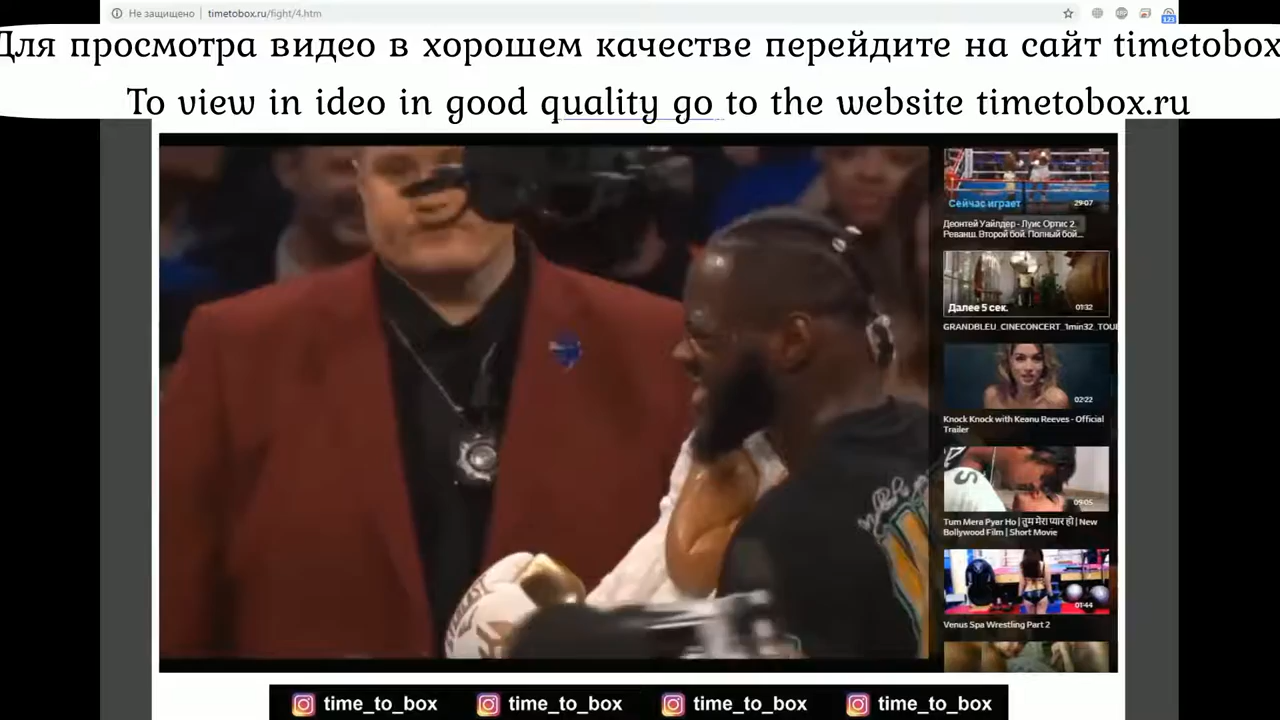 Не защищено
timetobox.ru/fight/4.htm
123
Для просмотра видео в хорошем качестве перейдите на сайт timetobox
To view in ideo in good quality go to the website timetobox.ru
Сейчас играет
29:07
Деонтей Уайлдер - Луис Ортис 2.
Реванш. Второй бой. Полный бой...
Далее 5 сек.
01:32
GRANDBLEU_CINECONCERT_1min32_TOU
02:22
Knock Knock with Keanu Reeves - Official
Trailer
09:05
Tum Mera Pyar Ho | तुम मेरा प्यार हो | New
Bollywood Film | Short Movie
01:44
Venus Spa Wrestling Part 2
time_to_box time_to_box time_to_box time_to_box